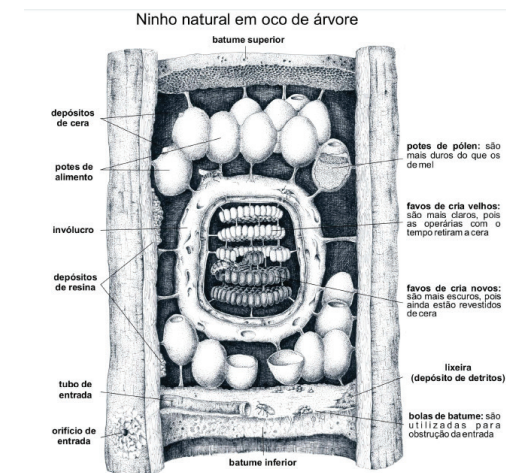 Ninho natural em oco de árvore
batume superior
depósitos
de cera
potes de
alimento
invólucro
depósitos
de resina
tubo de
entrada
orifício de
entrada
potes de pólen: são
mais duros do que os
de mel
favos de cria velhos:
são mais claros, pois
as operárias com o
tempo retiram a cera
favos de cria novos:
são mais escuros, pois
ainda estão revestidos
de cera
lixeira
(depósito de detritos)
bolas de batume: são
utilizadas para
obstrução da entrada
batume inferior